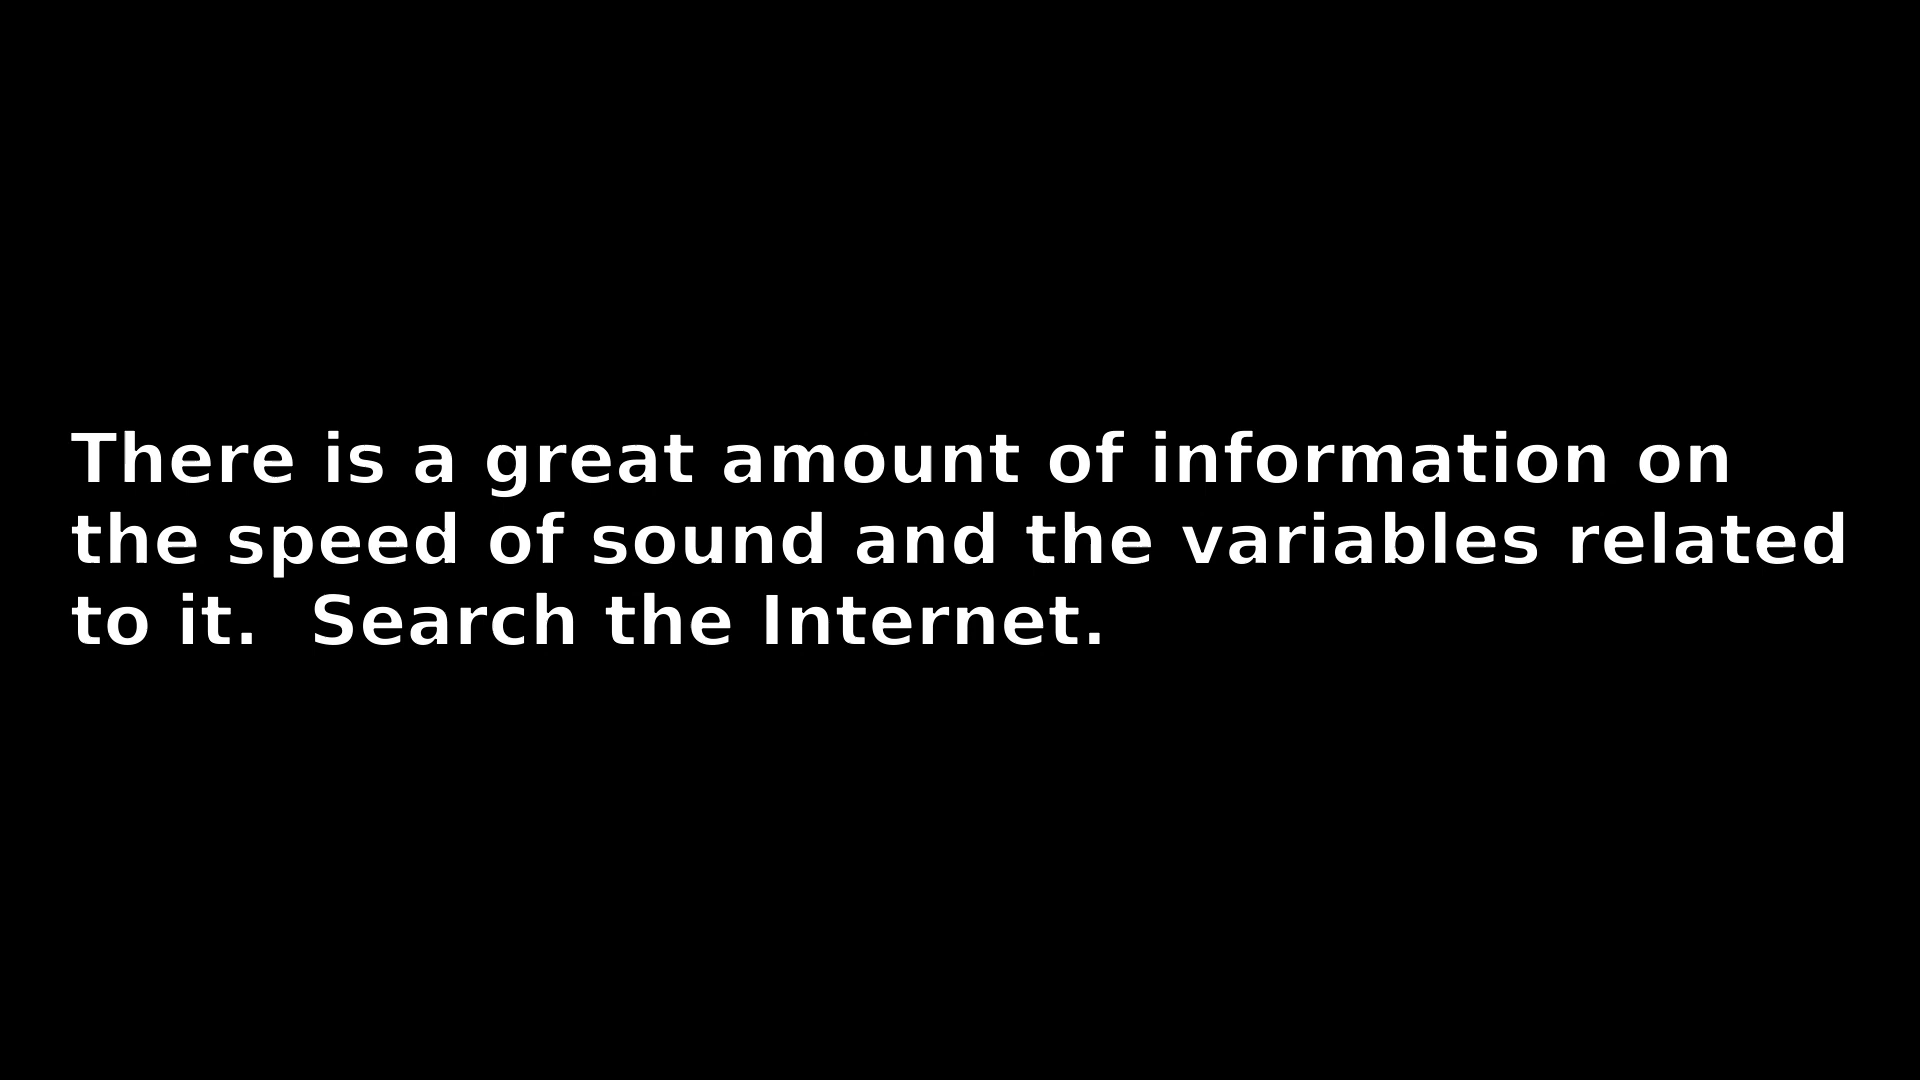 There is a great amount of information on
the speed of sound and the variables related
to it.  Search the Internet.